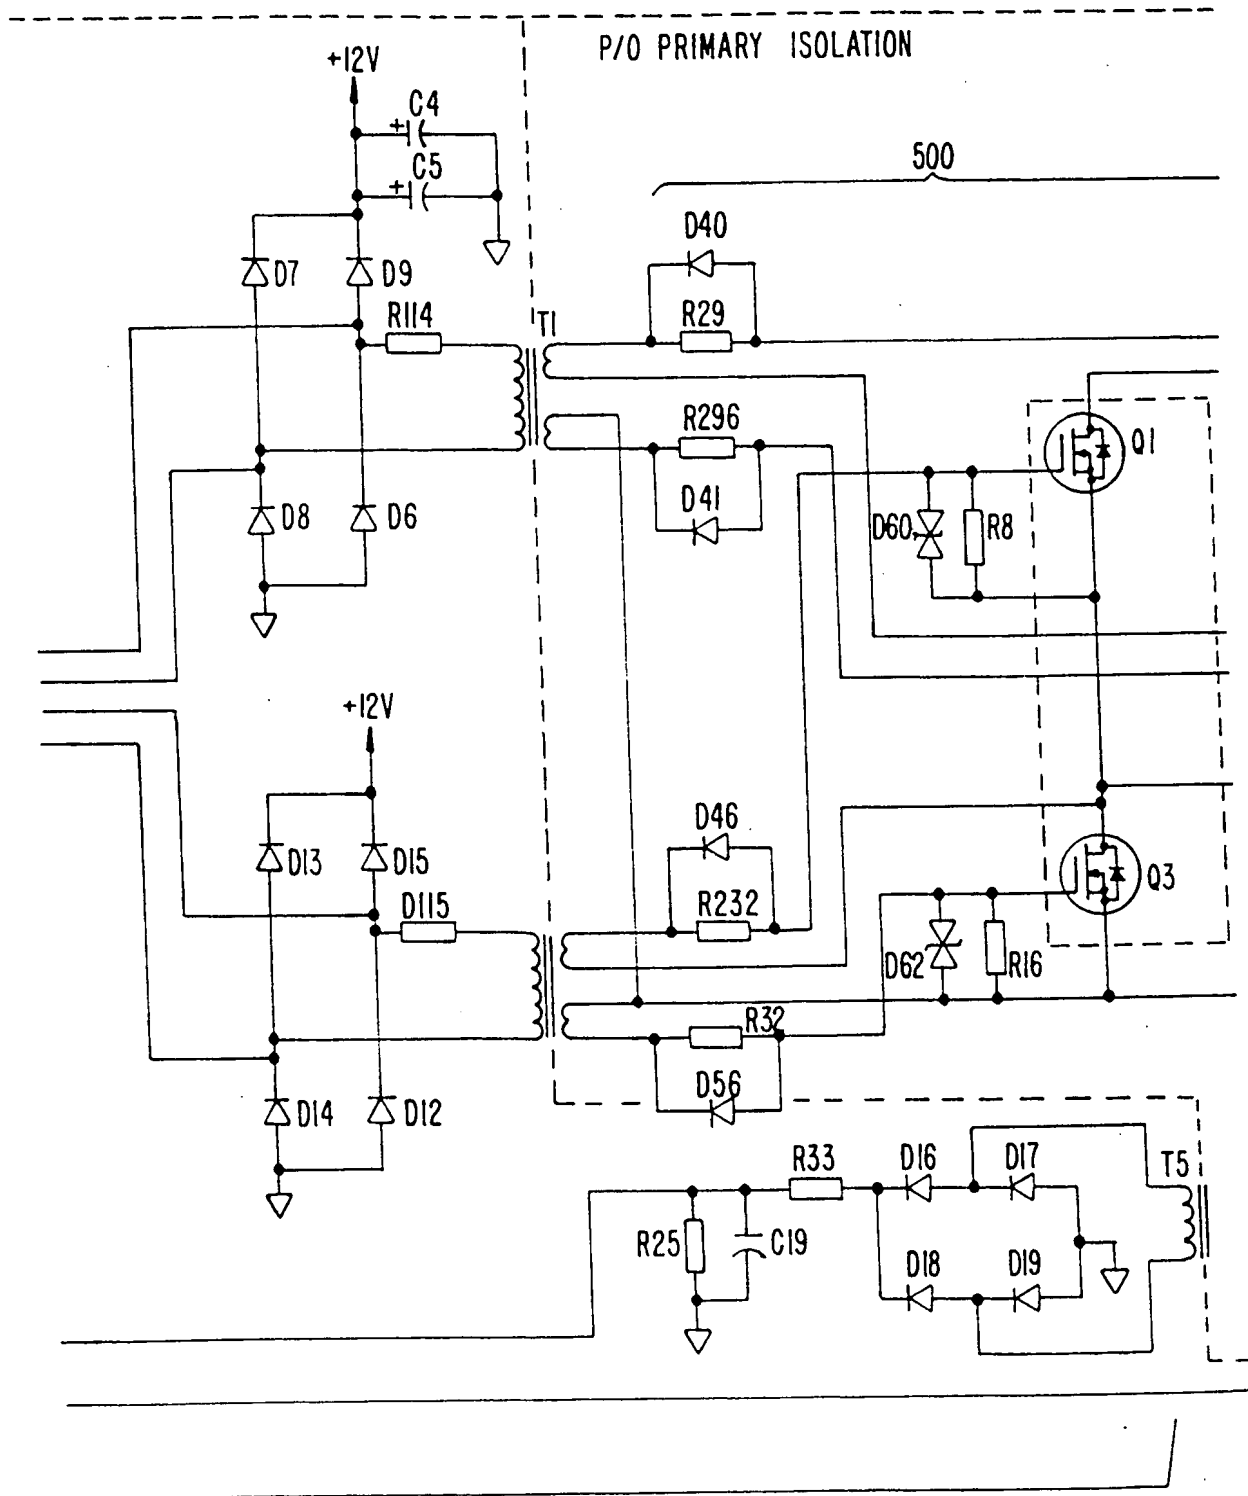 P/O PRIMARY ISOLATION
+12V
C4
+
C5
+
500
D40
D7
D9
R114
T1
R29
R296
Q1
D8
D6
D41
D60
R8
+12V
D46
D13
D15
D115
R232
Q3
D62
R16
R32
D56
D14
D12
R33
D16
D17
T5
R25
C19
D18
D19